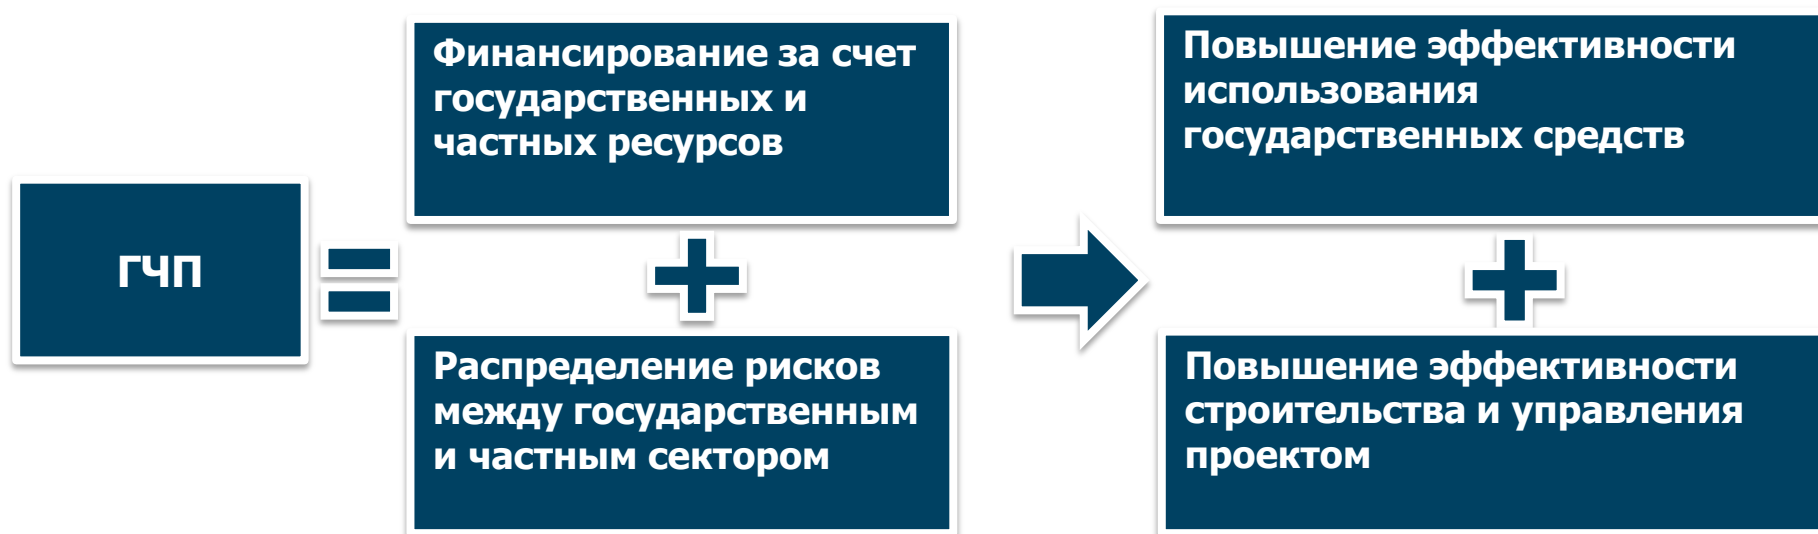 ГЧП
Финансирование за счет
государственных и
частных ресурсов
Распределение рисков
между государственным
и частным сектором
Повышение эффективности
использования
государственных средств
Повышение эффективности
строительства и управления
проектом